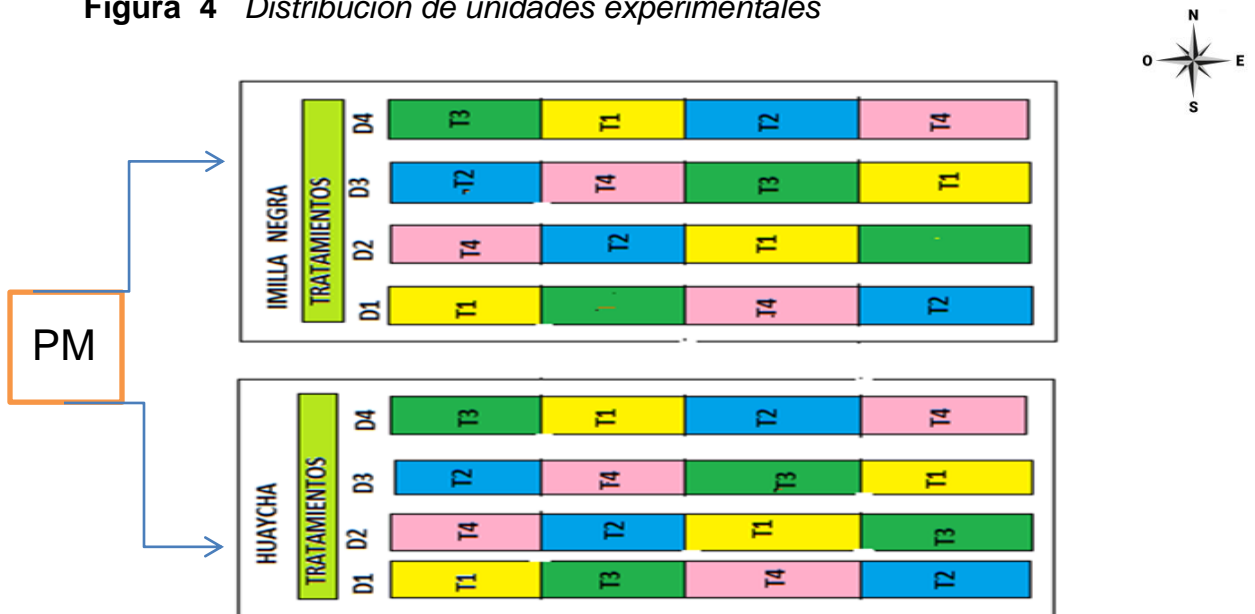 Figura 4 Distribución de unidades experimentales
N
O E
S
IMILLA NEGRA
TRATAMIENTOS
D4 T3 T1 T2 T4
D3 T2 T4 T3 T1
D2 T4 T2 T1
D1 T1 T4 T2
PM
HUAYCHA
TRATAMIENTOS
D4 T3 T1 T2 T4
D3 T2 T4 T3 T1
D2 T4 T2 T1 T3
D1 T1 T3 T4 T2